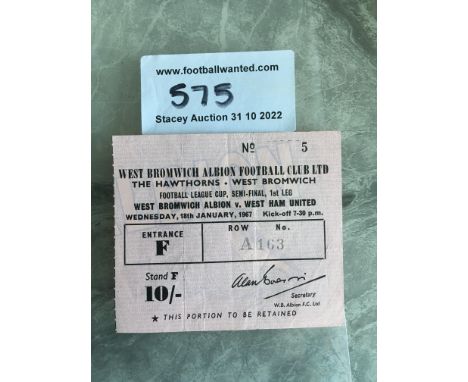 www.footballwanted.com
575
Stacey Auction 31 10 2022
No 5
WEST BROMWICH ALBION FOOTBALL CLUB LTD
THE HAWTHORNS . WEST BROMWICH
FOOTBALL LEAGUE CUP, SEMI-FINAL, 1st LEG
WEST BROMWICH ALBION v. WEST HAM UNITED
WEDNESDAY, 18th JANUARY, 1967 Kick-off 7-30 p.m.
ENTRANCE ROW No.
F A 163
Stand F
10/-
Secretary
W.B. Albion F.C. Ltd
★ THIS PORTION TO BE RETAINED